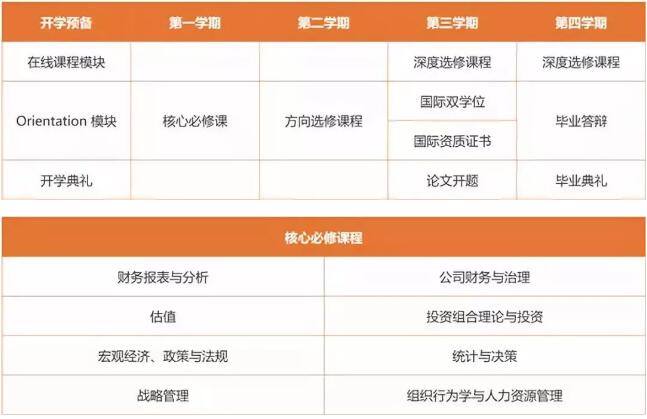 开学预备 第一学期 第二学期 第三学期 第四学期
在线课程模块 深度选修课程 深度选修课程
国际双学位
Orientation 模块 核心必修课 方向选修课程 毕业答辩
国际资质证书
开学典礼 论文开题 毕业典礼
核心必修课程
财务报表与分析 公司财务与治理
估值 投资组合理论与投资
宏观经济、政策与法规 统计与决策
战略管理 组织行为学与人力资源管理